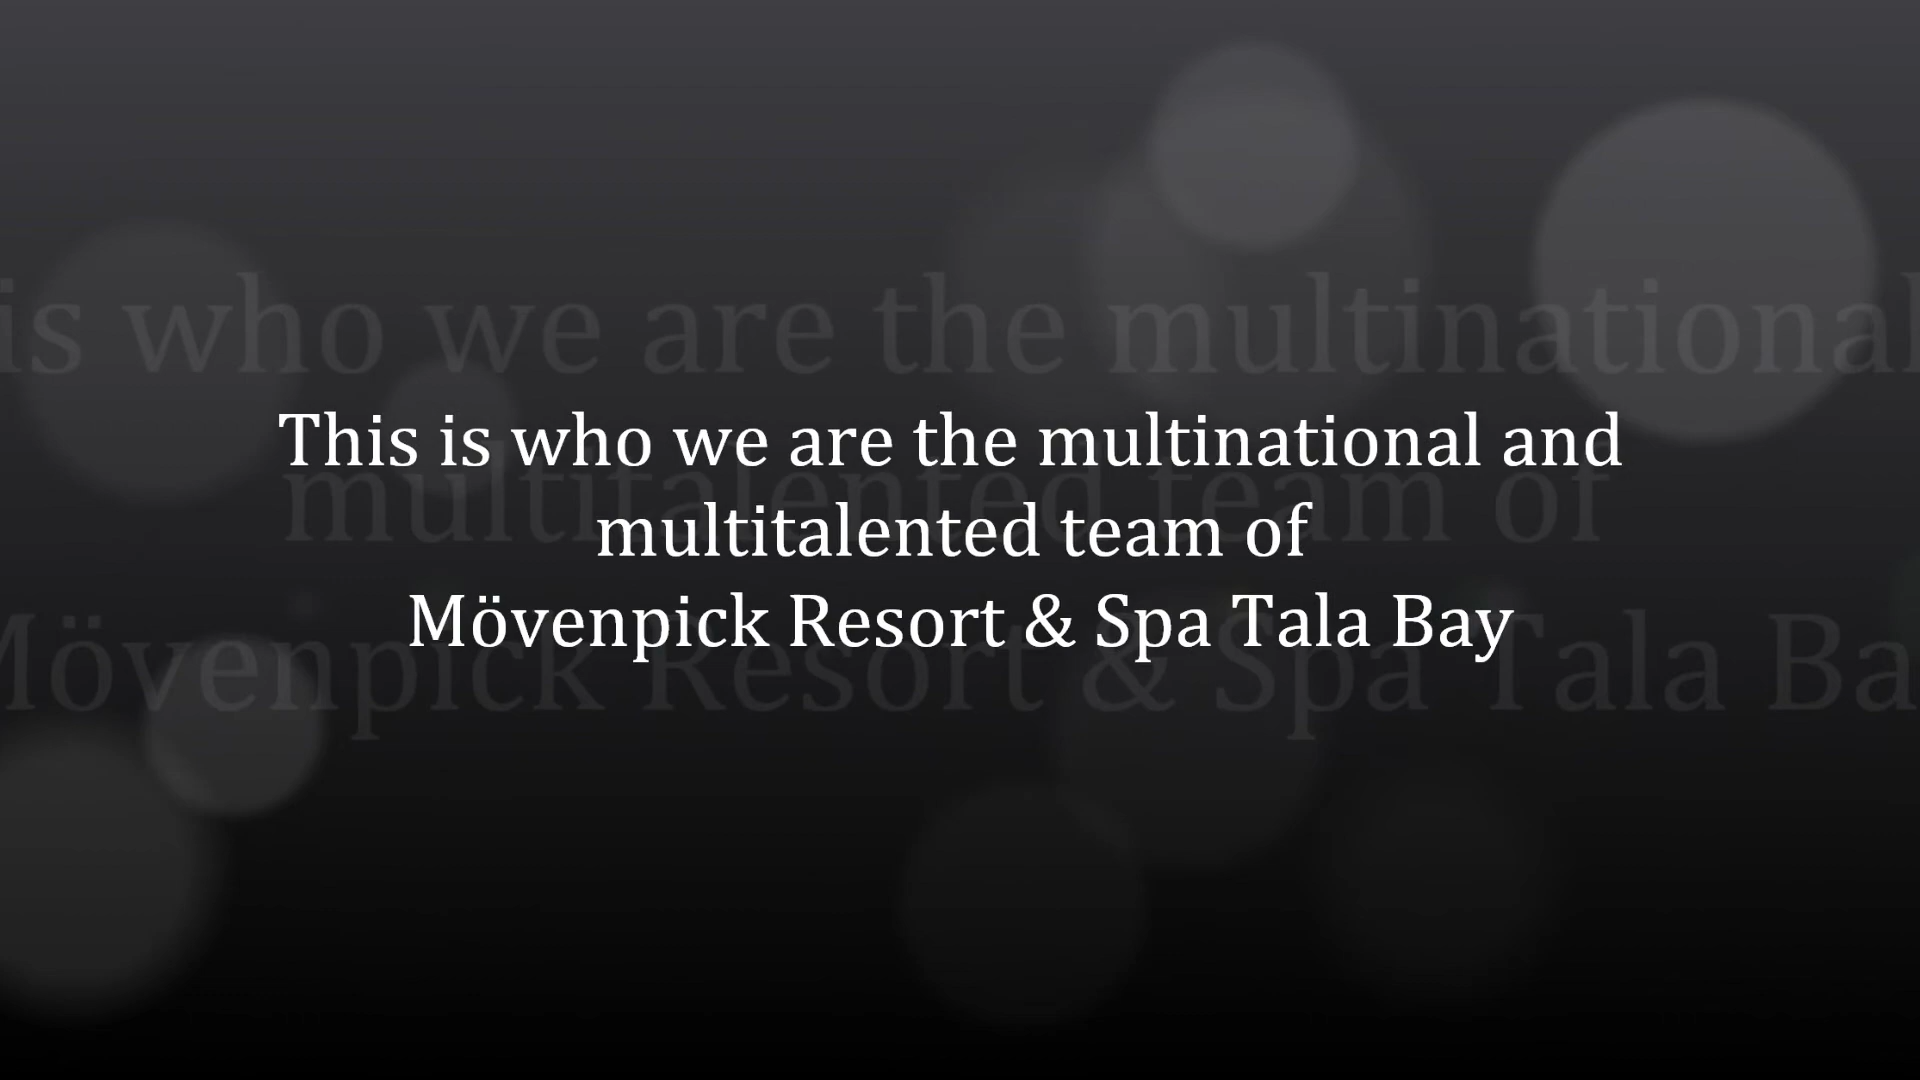 This is who we are the multinational and
multitalented team of
Mövenpick Resort & Spa Tala Bay